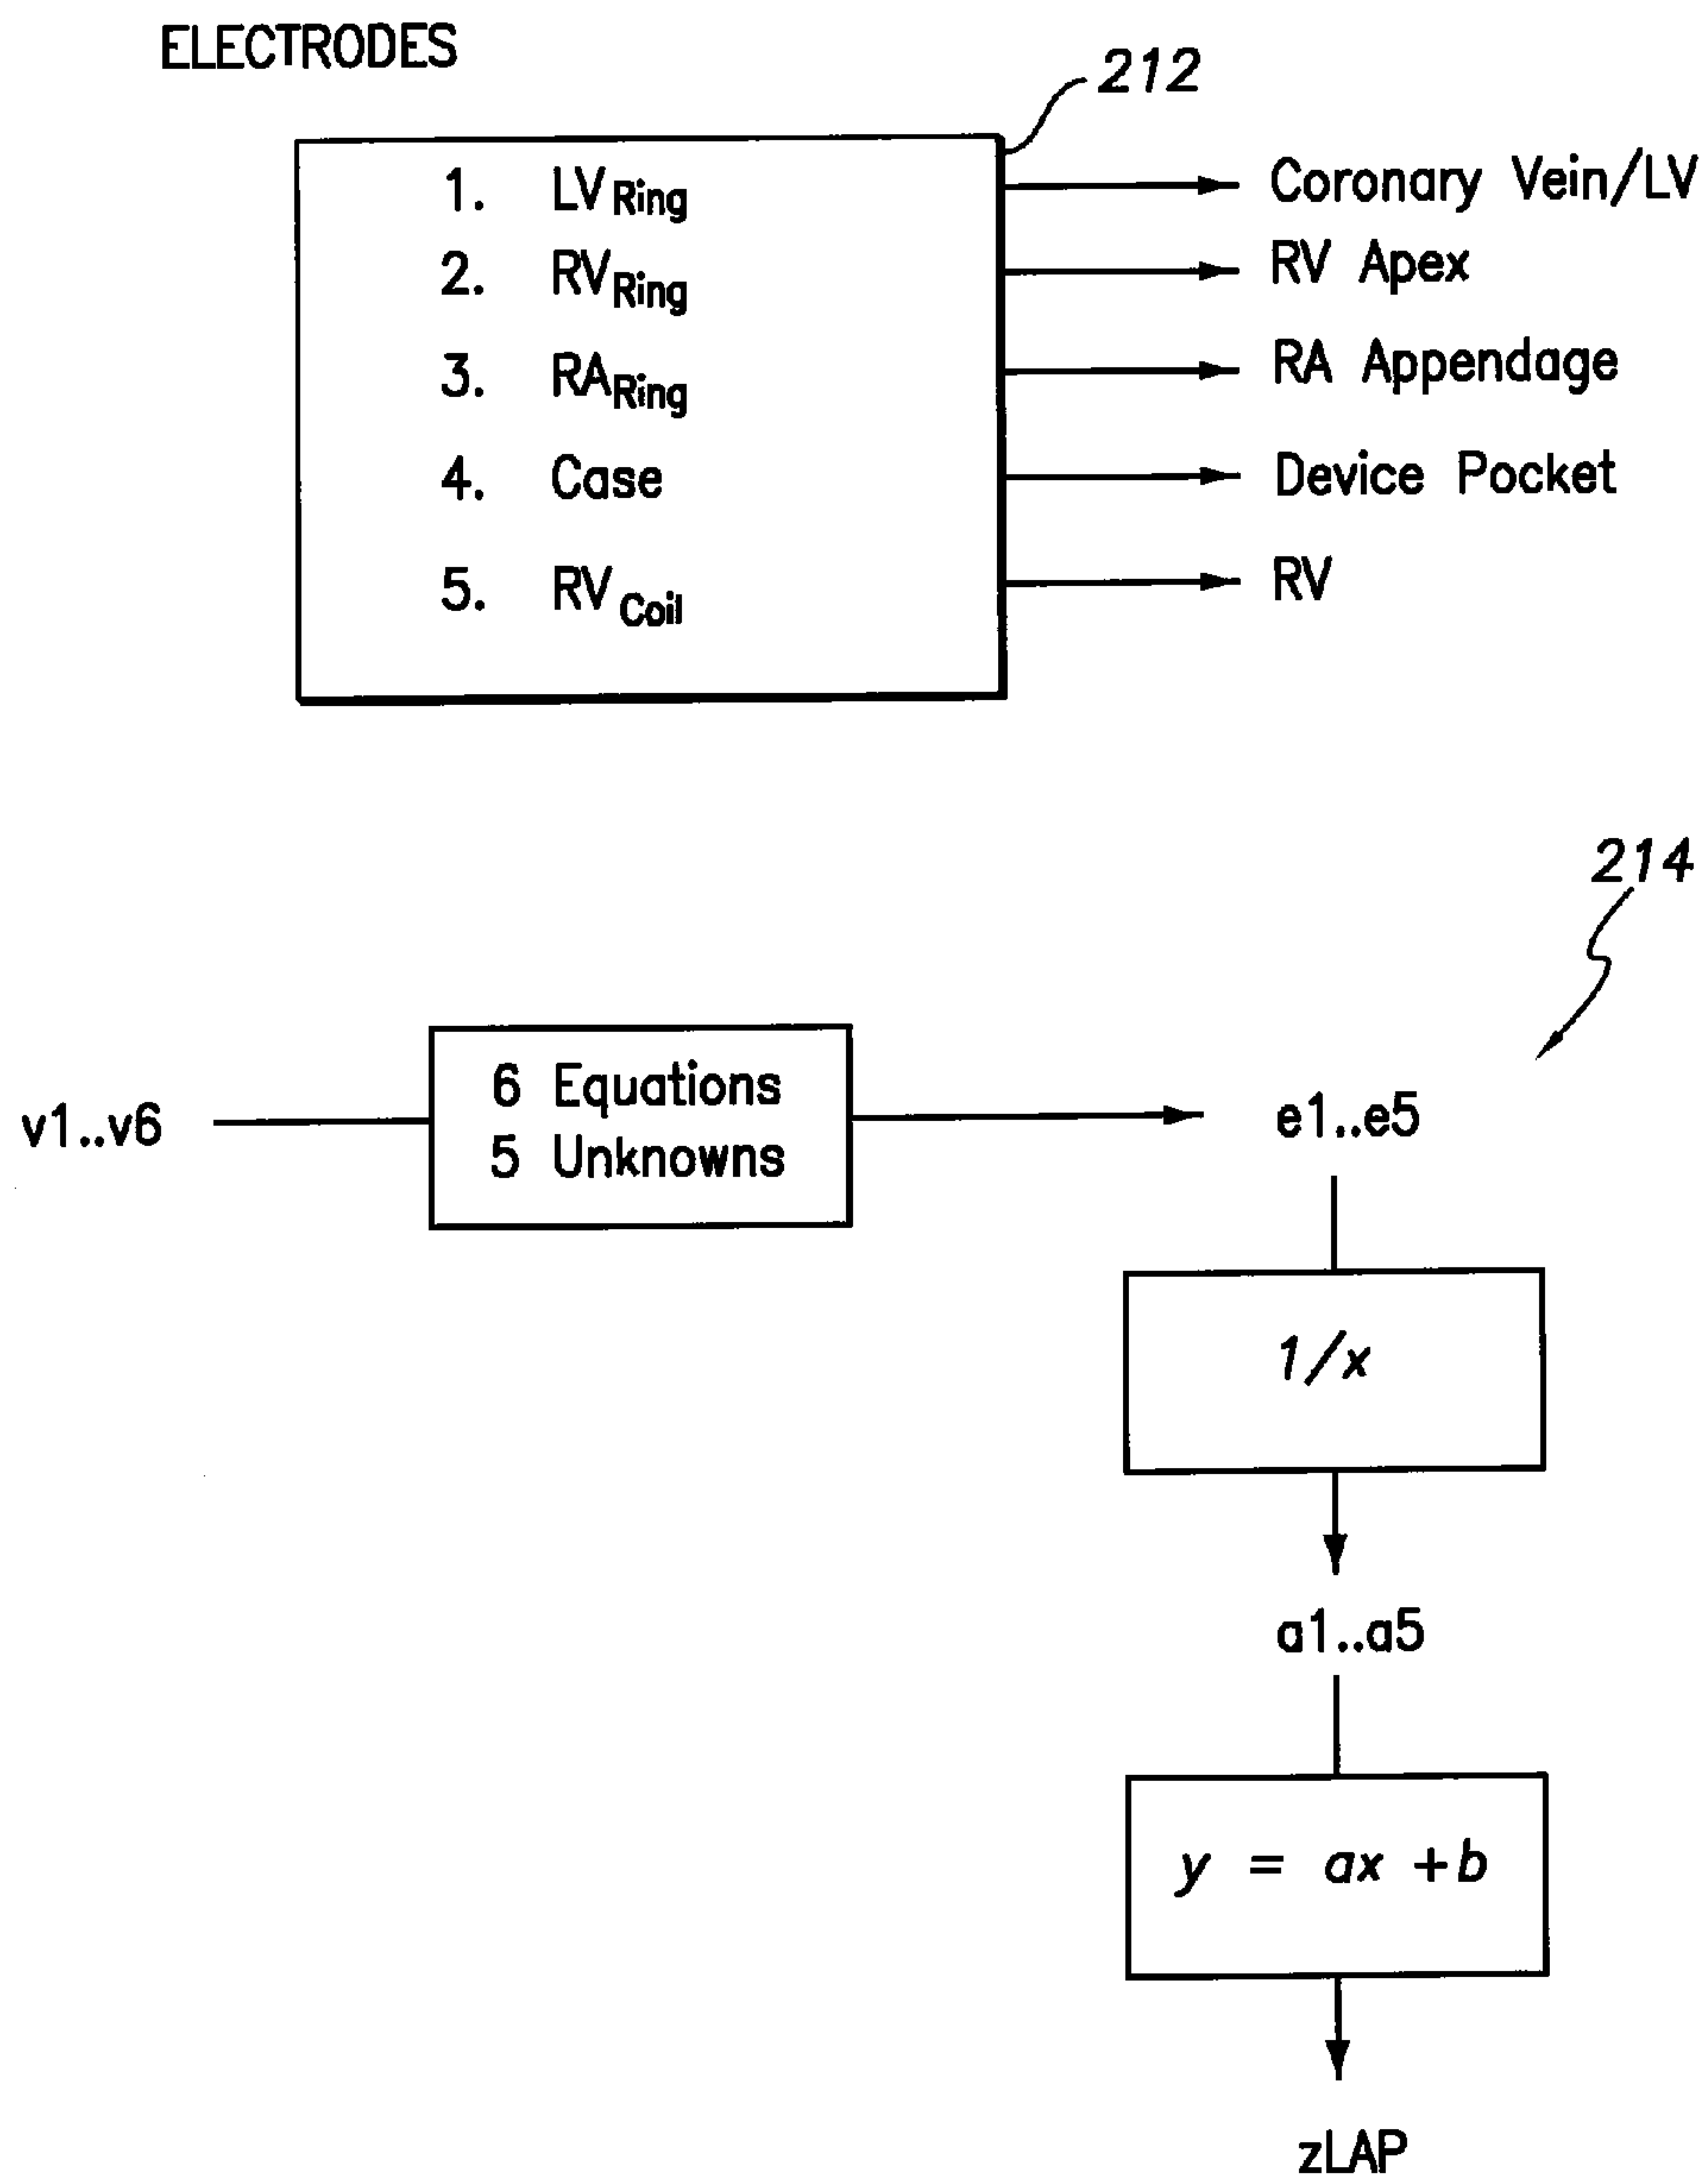 ELECTRODES
212
1. LVRing Coronary Vein/LV
2. RVRing RV Apex
3. RARing RA Appendage
4. Case Device Pocket
5. RVCoil RV
214
6 Equations
v1..v6 e1..e5
5 Unknowns
1/x
a1..a5
y = ax +b
zLAP